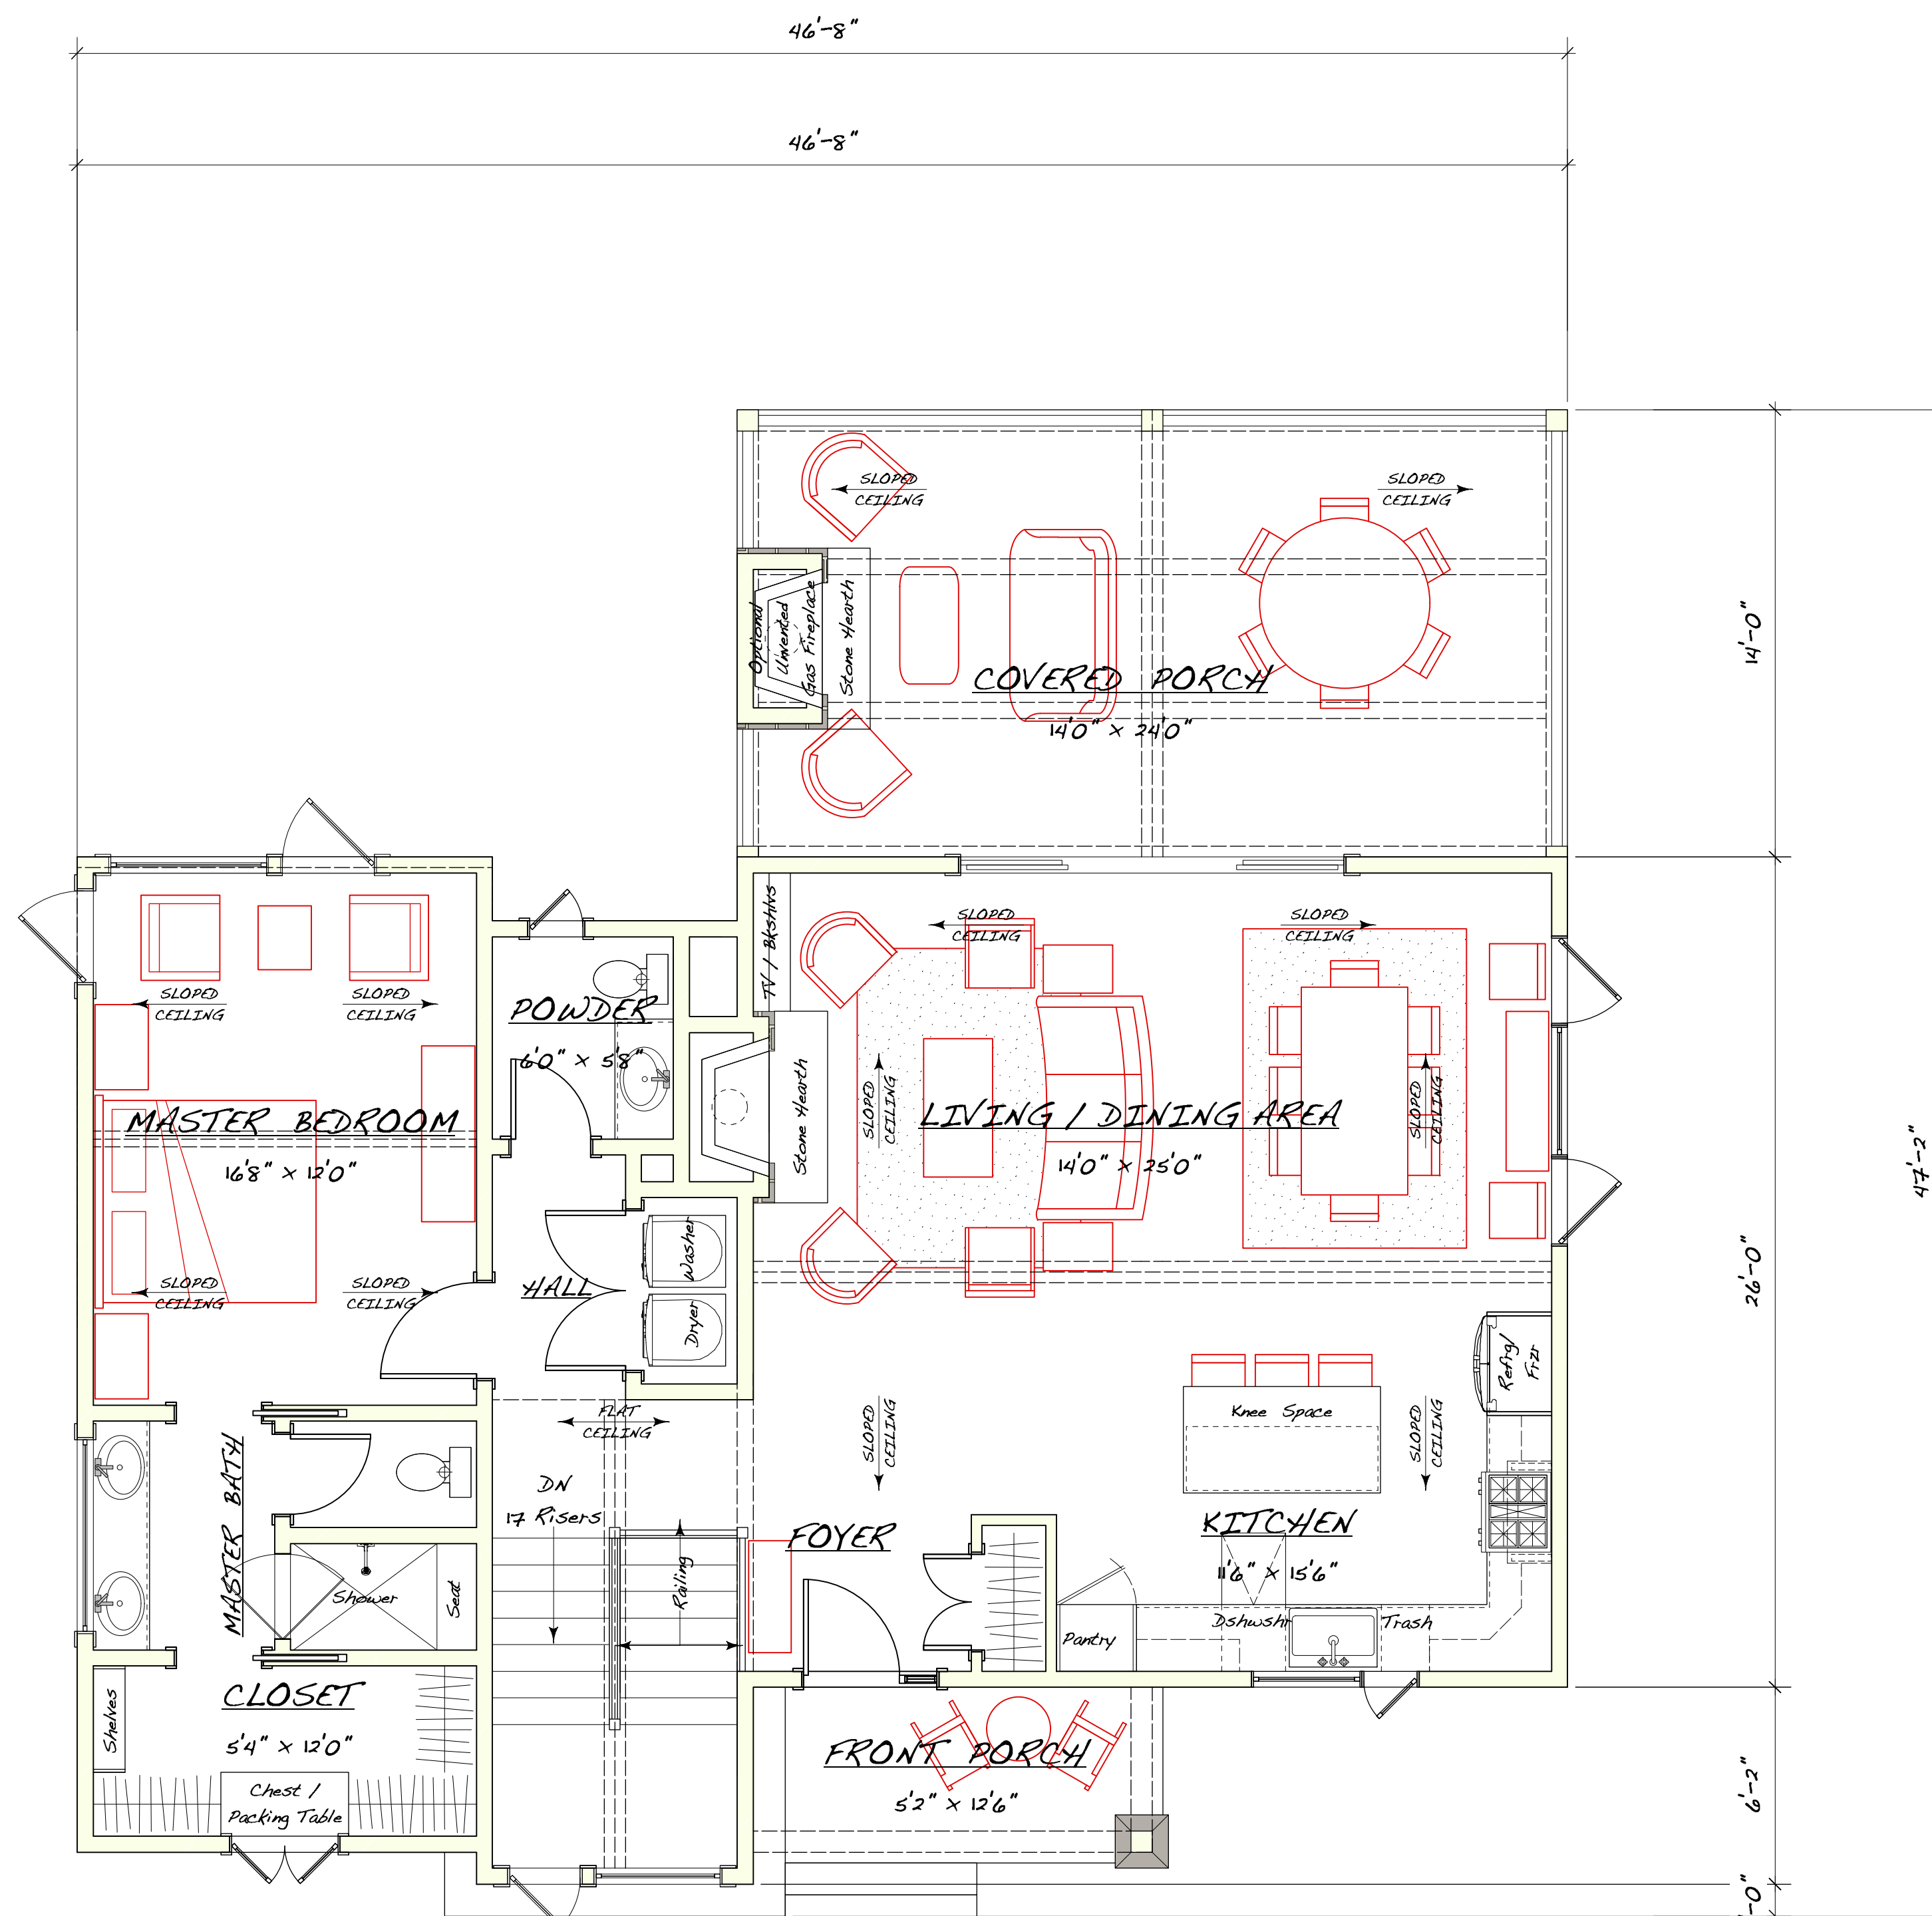 46'-8"
46'-8"
SLOPED
CEILING
SLOPED
CEILING
Optional
Unvented
Gas Fireplace
Stone Hearth
COVERED PORCH
14'0" x 24'0"
14'-0"
SLOPED
CEILING
SLOPED
CEILING
POWDER
6'0" x 5'8"
TV / Bkshlvs
SLOPED
CEILING
SLOPED
CEILING
Stone Hearth
SLOPED
CEILING
LIVING / DINING AREA
14'0" x 25'0"
SLOPED
CEILING
MASTER BEDROOM
16'8" x 12'0"
47'-2"
26'-0"
SLOPED
CEILING
SLOPED
CEILING
HALL
Washer
Dryer
Refrg/
Frzr
Knee Space
FLAT
CEILING
SLOPED
CEILING
SLOPED
CEILING
MASTER BATH
DN
17 Risers
Railing
FOYER
KITCHEN
11'6" x 15'6"
Shower
Seat
Pantry
Dshwshr
Trash
CLOSET
5'4" x 12'0"
Shelves
Chest /
Packing Table
FRONT PORCH
5'2" x 12'6"
6'-2"
-0"